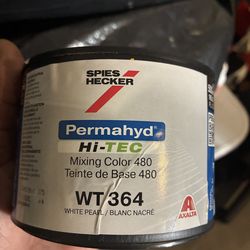 SPIES
HECKER
Permahyd®
Hi-TEC
Mixing Color 480
Teinte de Base 480
WT 364
WHITE PEARL / BLANC NACRÉ
AXALTA